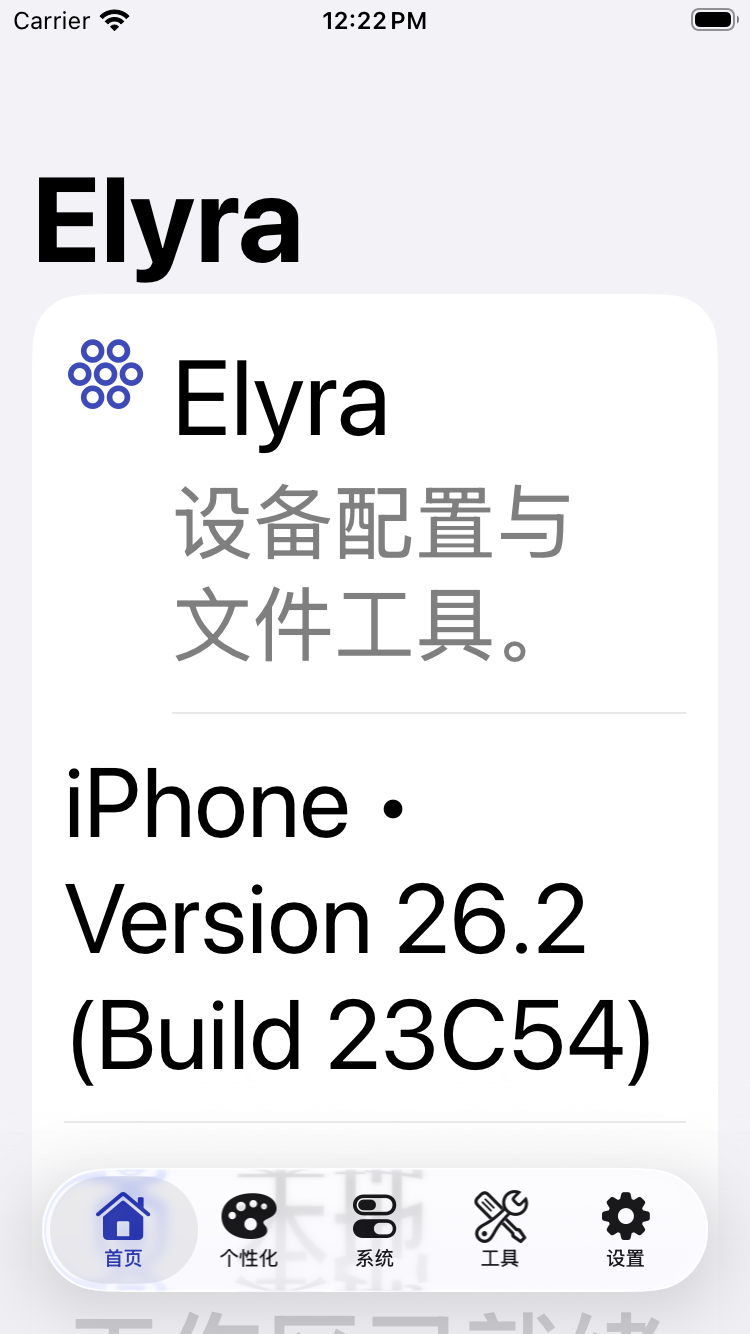 Carrier 12:22 PM
Elyra
Elyra
设备配置与
文件工具。
iPhone •
Version 26.2
(Build 23C54)
首页 个性化 系统 工具 设置